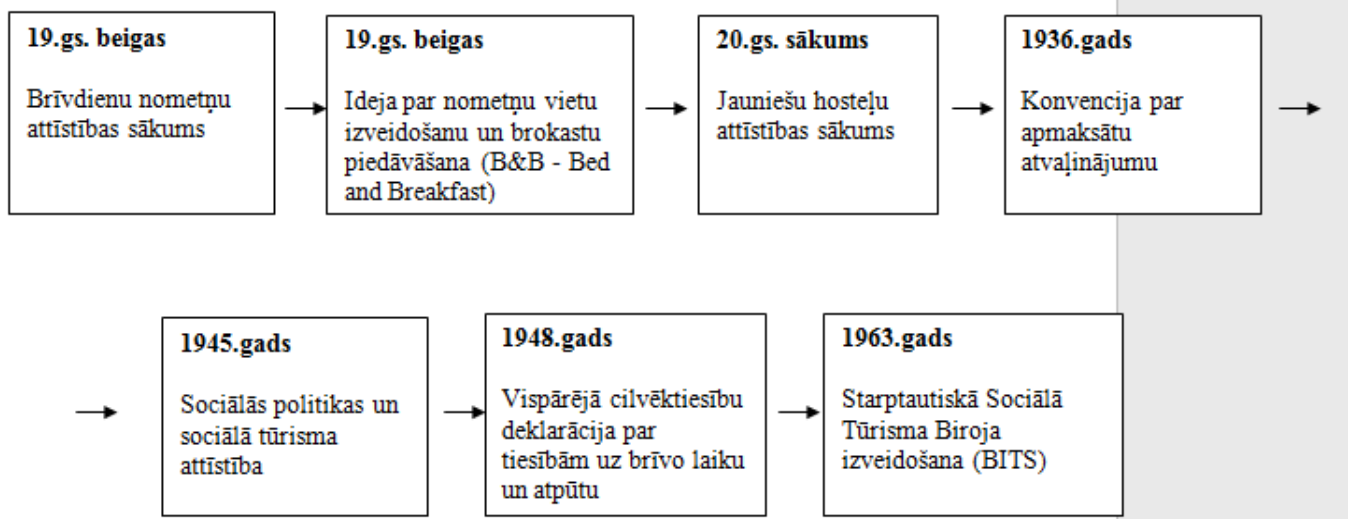 19.gs. beigas
Brīvdienu nometņu
attīstības sākums
19.gs. beigas
Ideja par nometņu vietu
izveidošanu un brokastu
piedāvāšana (B&B - Bed
and Breakfast)
20.gs. sākums
Jauniešu hosteļu
attīstības sākums
1936.gads
Konvencija par
apmaksātu
atvaļinājumu
1945.gads
Sociālās politikas un
sociālā tūrisma
attīstība
1948.gads
Vispārējā cilvēktiesību
deklarācija par
tiesībām uz brīvo laiku
un atpūtu
1963.gads
Starptautiskā Sociālā
Tūrisma Biroja
izveidošana (BITS)